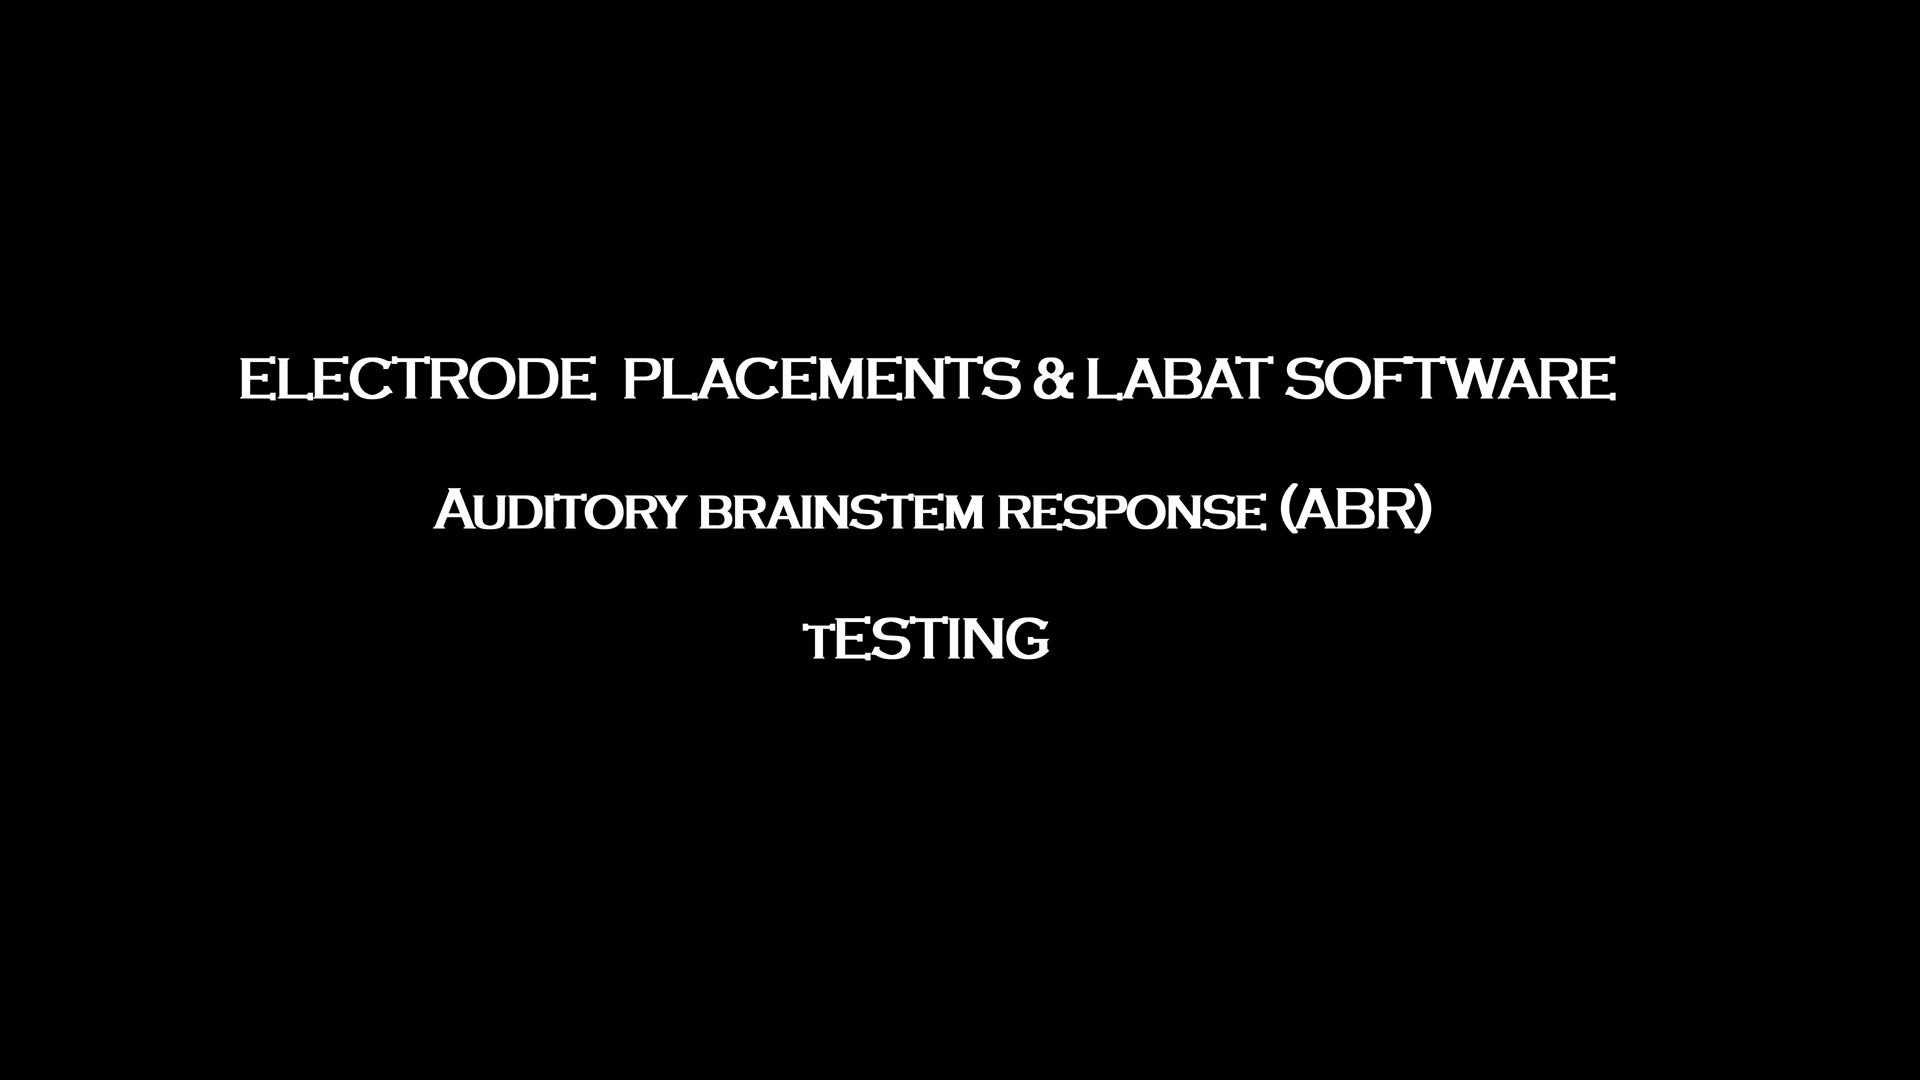 ELECTRODE PLACEMENTS & LABAT SOFTWARE
AUDITORY BRAINSTEM RESPONSE (ABR)
TESTING